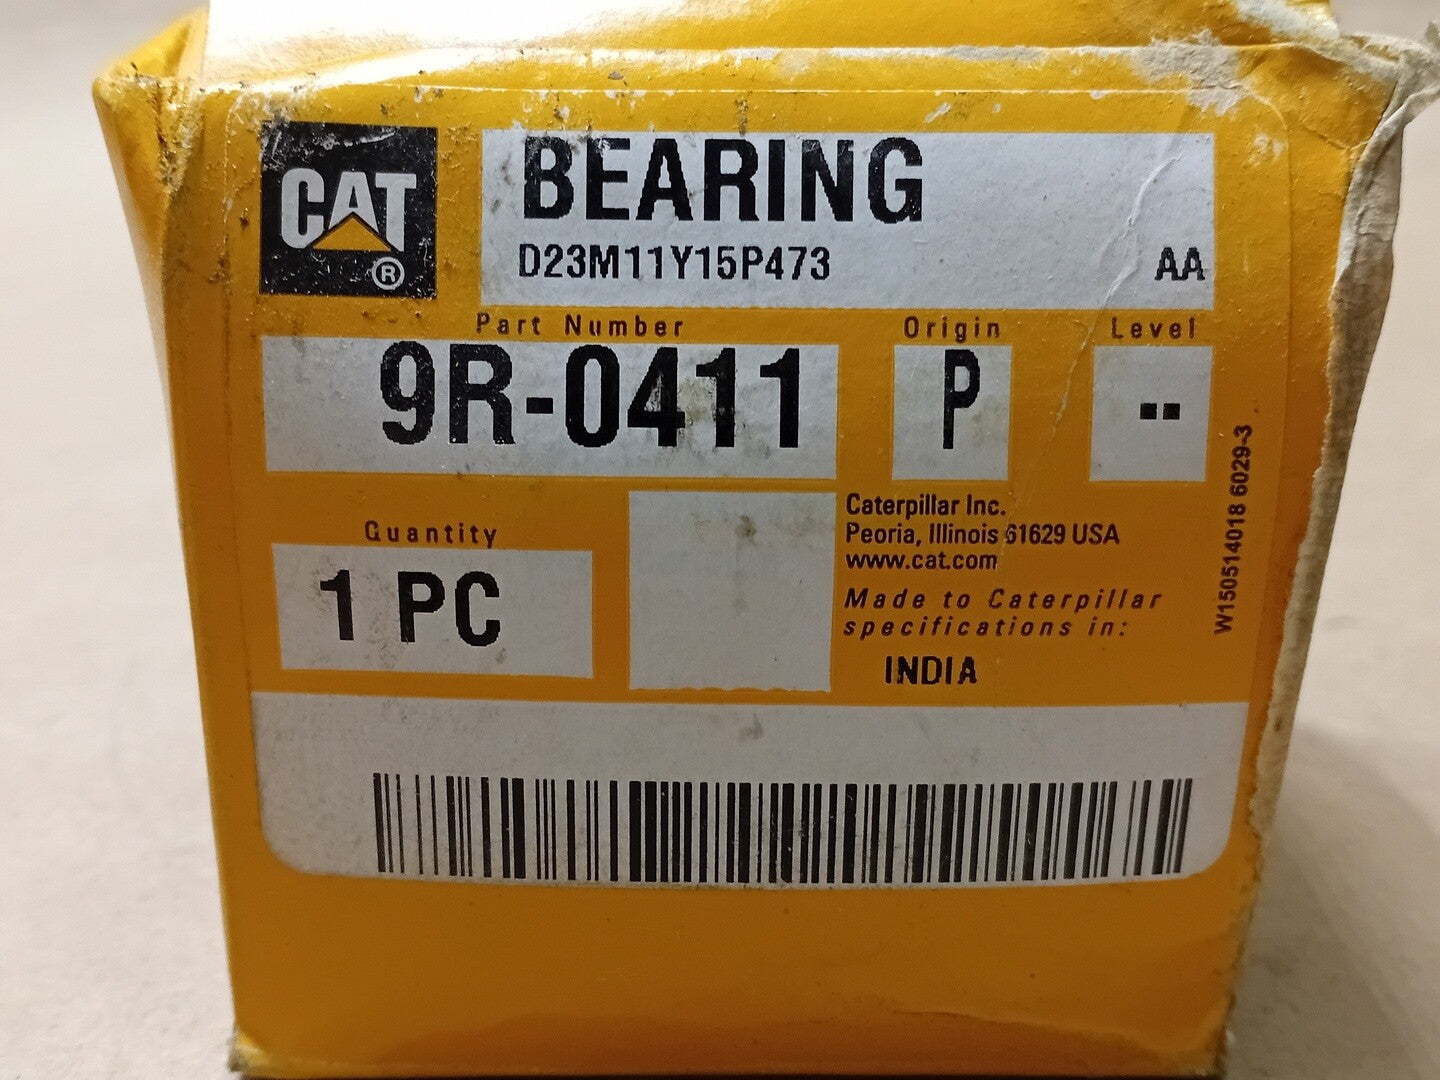 CAT®
BEARING
D23M11Y15P473 AA
Part Number Origin Level
9R-0411 P --
Quantity
1 PC
Caterpillar Inc.
Peoria, Illinois 61629 USA
www.cat.com
Made to Caterpillar
specifications in:
INDIA
W150514018 6029-3